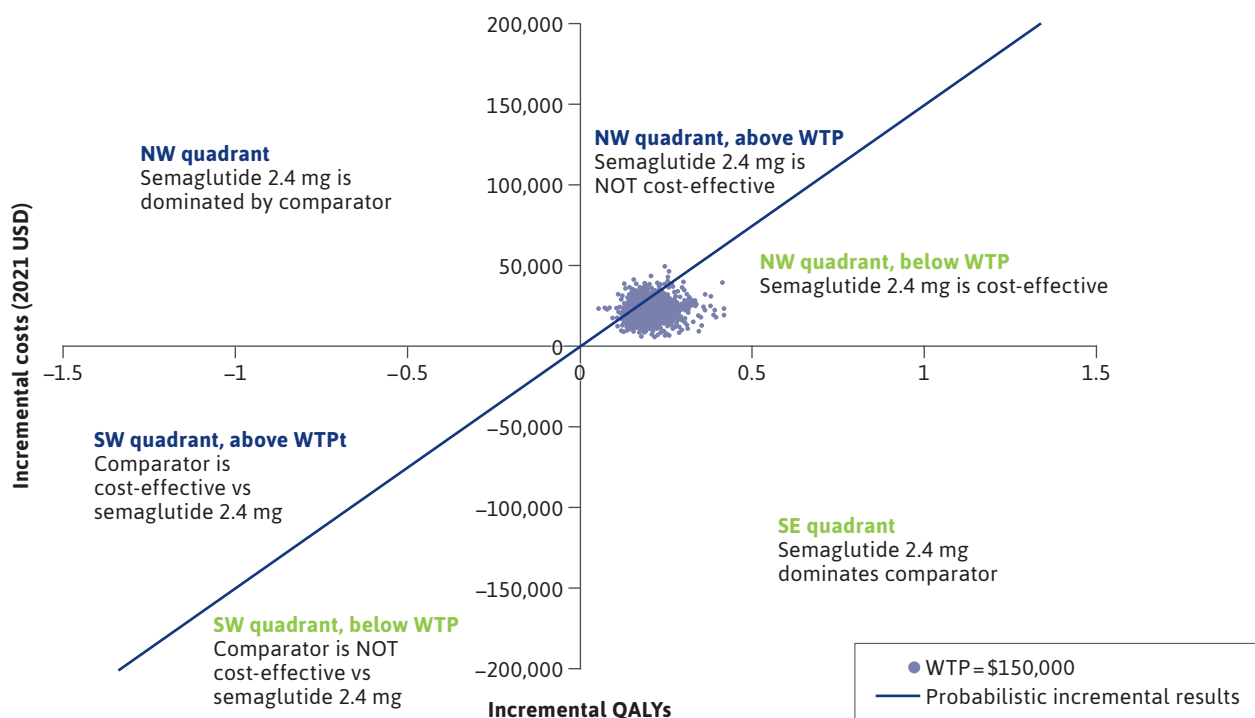 200,000
150,000
100,000
50,000
0
−50,000
−100,000
−150,000
−200,000
−1.5
−1
−0.5
0
0.5
1
1.5
Incremental costs (2021 USD)
NW quadrant
Semaglutide 2.4 mg is
dominated by comparator
NW quadrant, above WTP
Semaglutide 2.4 mg is
NOT cost-effective
NW quadrant, below WTP
Semaglutide 2.4 mg is cost-effective
SW quadrant, above WTPt
Comparator is
cost-effective vs
semaglutide 2.4 mg
SE quadrant
Semaglutide 2.4 mg
dominates comparator
SW quadrant, below WTP
Comparator is NOT
cost-effective vs
semaglutide 2.4 mg
Incremental QALYs
WTP=$150,000
Probabilistic incremental results